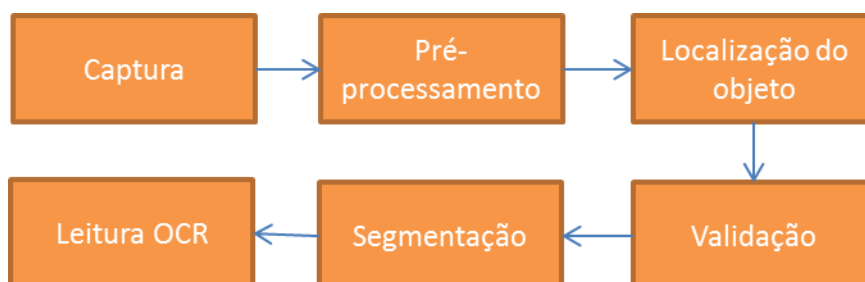 Captura
Pré-
processamento
Localização do
objeto
Leitura OCR
Segmentação
Validação